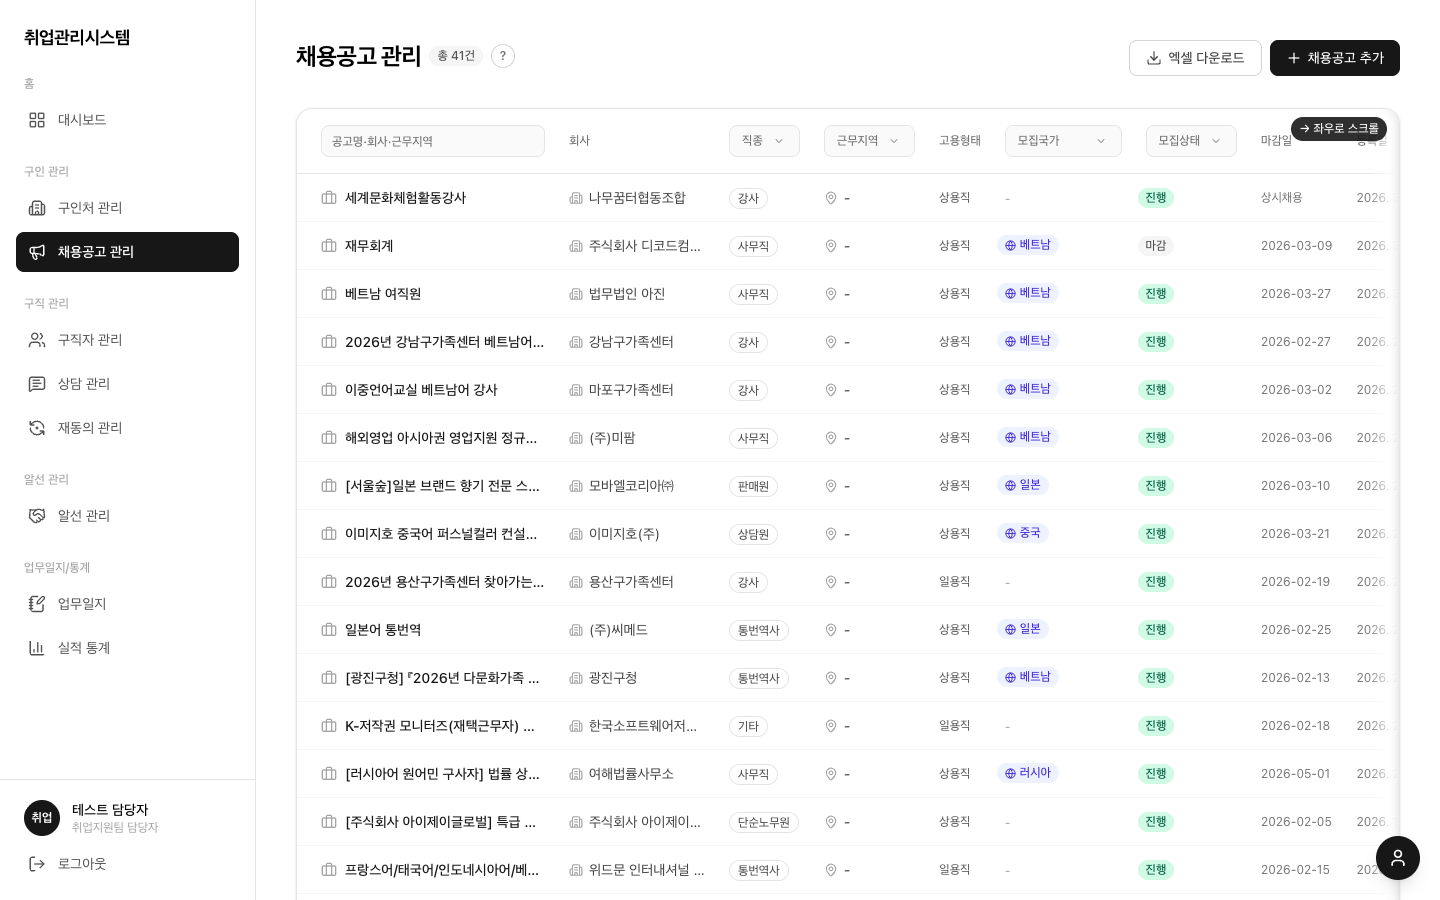 취업관리시스템
홈
대시보드
구인 관리
구인처 관리
채용공고 관리
구직 관리
구직자 관리
상담 관리
재동의 관리
알선 관리
알선 관리
업무일지/통계
업무일지
실적 통계
취업
테스트 담당자
취업지원팀 담당자
로그아웃
채용공고 관리 총 41건 ?
엑셀 다운로드 채용공고 추가
공고명·회사·근무지역 회사 직종 근무지역 고용형태 모집국가 모집상태 마감일
→ 좌우로 스크롤
세계문화체험활동강사 나무꿈터협동조합 강사 - 상용직 - 진행 상시채용 2026.
재무회계 주식회사 디코드컴... 사무직 - 상용직 베트남 마감 2026-03-09 2026.
베트남 여직원 법무법인 아진 사무직 - 상용직 베트남 진행 2026-03-27 2026.
2026년 강남구가족센터 베트남어... 강남구가족센터 강사 - 상용직 베트남 진행 2026-02-27 2026.
이중언어교실 베트남어 강사 마포구가족센터 강사 - 상용직 베트남 진행 2026-03-02 2026.
해외영업 아시아권 영업지원 정규... (주)미팜 사무직 - 상용직 베트남 진행 2026-03-06 2026.
[서울숲]일본 브랜드 향기 전문 스... 모바엘코리아㈜ 판매원 - 상용직 일본 진행 2026-03-10 2026.
이미지호 중국어 퍼스널컬러 컨설... 이미지호(주) 상담원 - 상용직 중국 진행 2026-03-21 2026.
2026년 용산구가족센터 찾아가는... 용산구가족센터 강사 - 일용직 - 진행 2026-02-19 2026.
일본어 통번역 (주)씨메드 통번역사 - 상용직 일본 진행 2026-02-25 2026.
[광진구청] 『2026년 다문화가족 ... 광진구청 통번역사 - 상용직 베트남 진행 2026-02-13 2026.
K-저작권 모니터즈(재택근무자) ... 한국소프트웨어저... 기타 - 일용직 - 진행 2026-02-18 2026.
[러시아어 원어민 구사자] 법률 상... 여해법률사무소 사무직 - 상용직 러시아 진행 2026-05-01 2026.
[주식회사 아이제이글로벌] 특급 ... 주식회사 아이제이... 단순노무원 - 상용직 - 진행 2026-02-05 2026.
프랑스어/태국어/인도네시아어/베... 위드문 인터내셔널 ... 통번역사 - 일용직 - 진행 2026-02-15